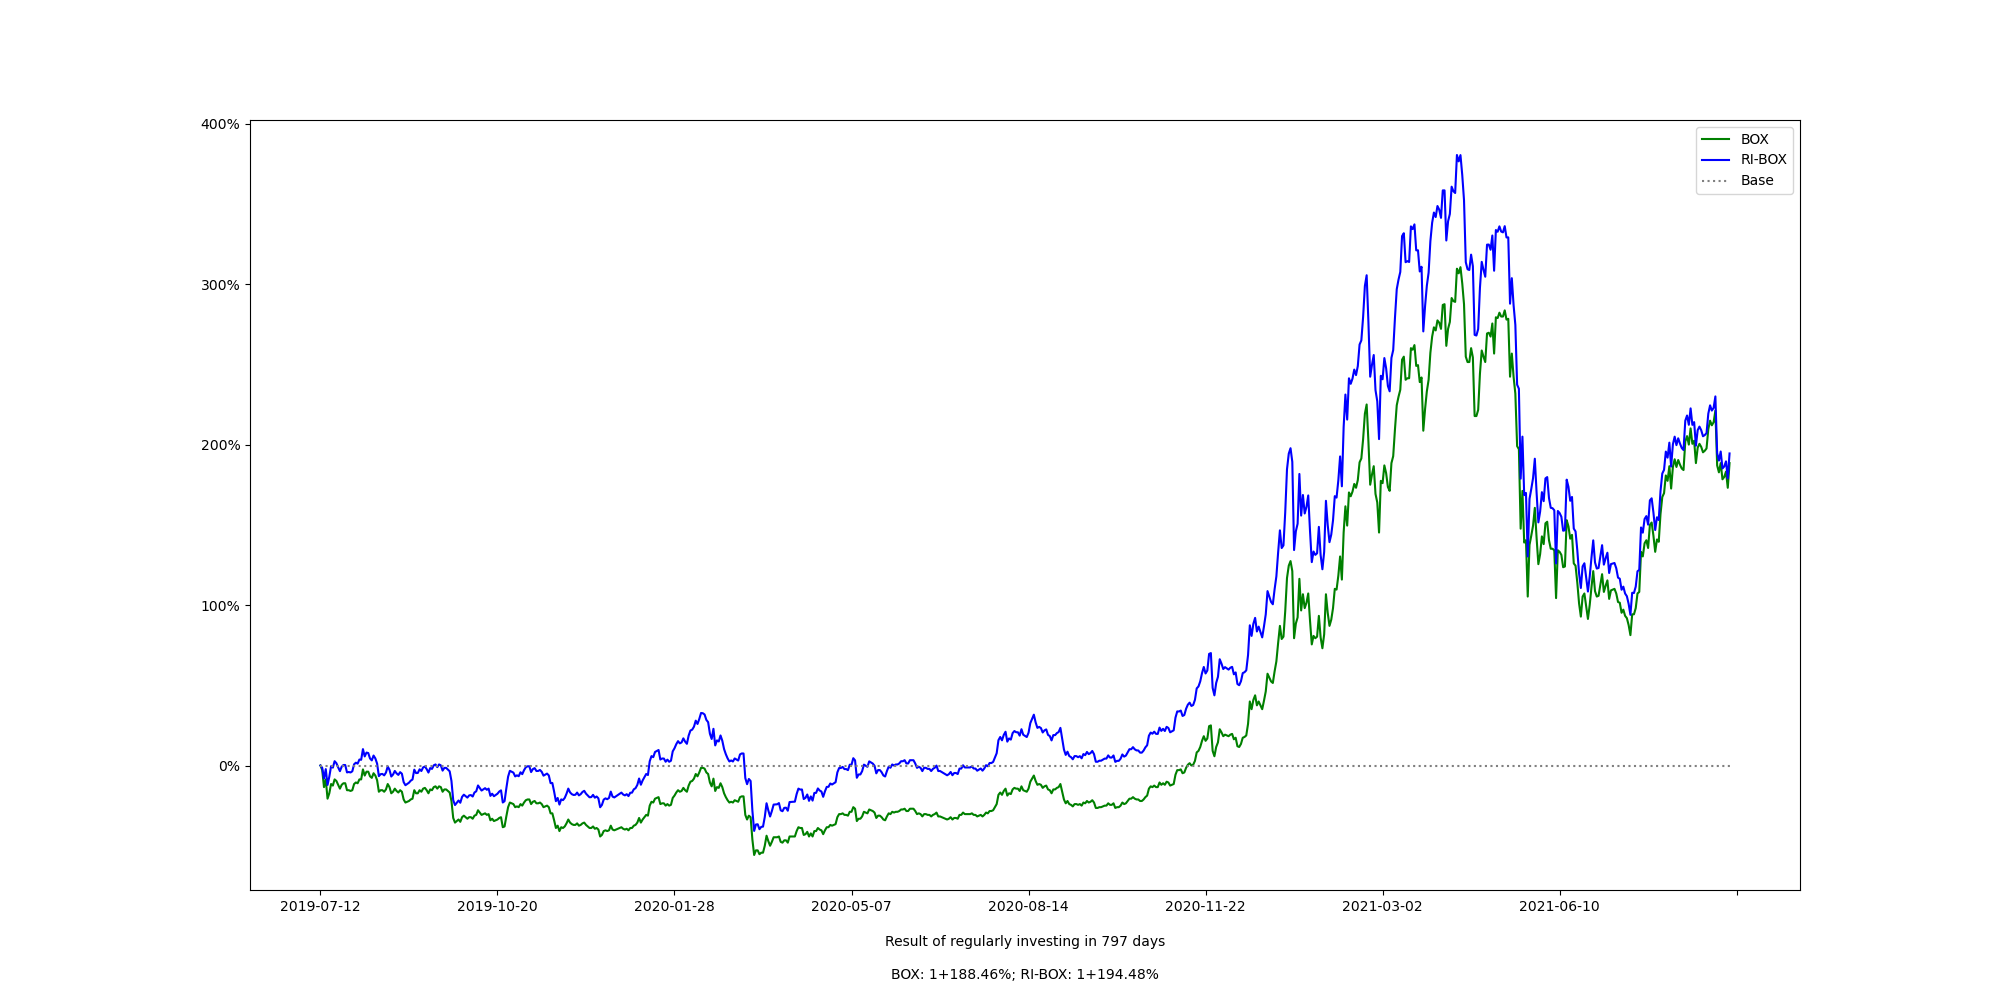 400%
300%
200%
100%
0%
BOX
RI-BOX
Base
2019-07-12 2019-10-20 2020-01-28 2020-05-07 2020-08-14 2020-11-22 2021-03-02 2021-06-10
Result of regularly investing in 797 days
BOX: 1+188.46%; RI-BOX: 1+194.48%